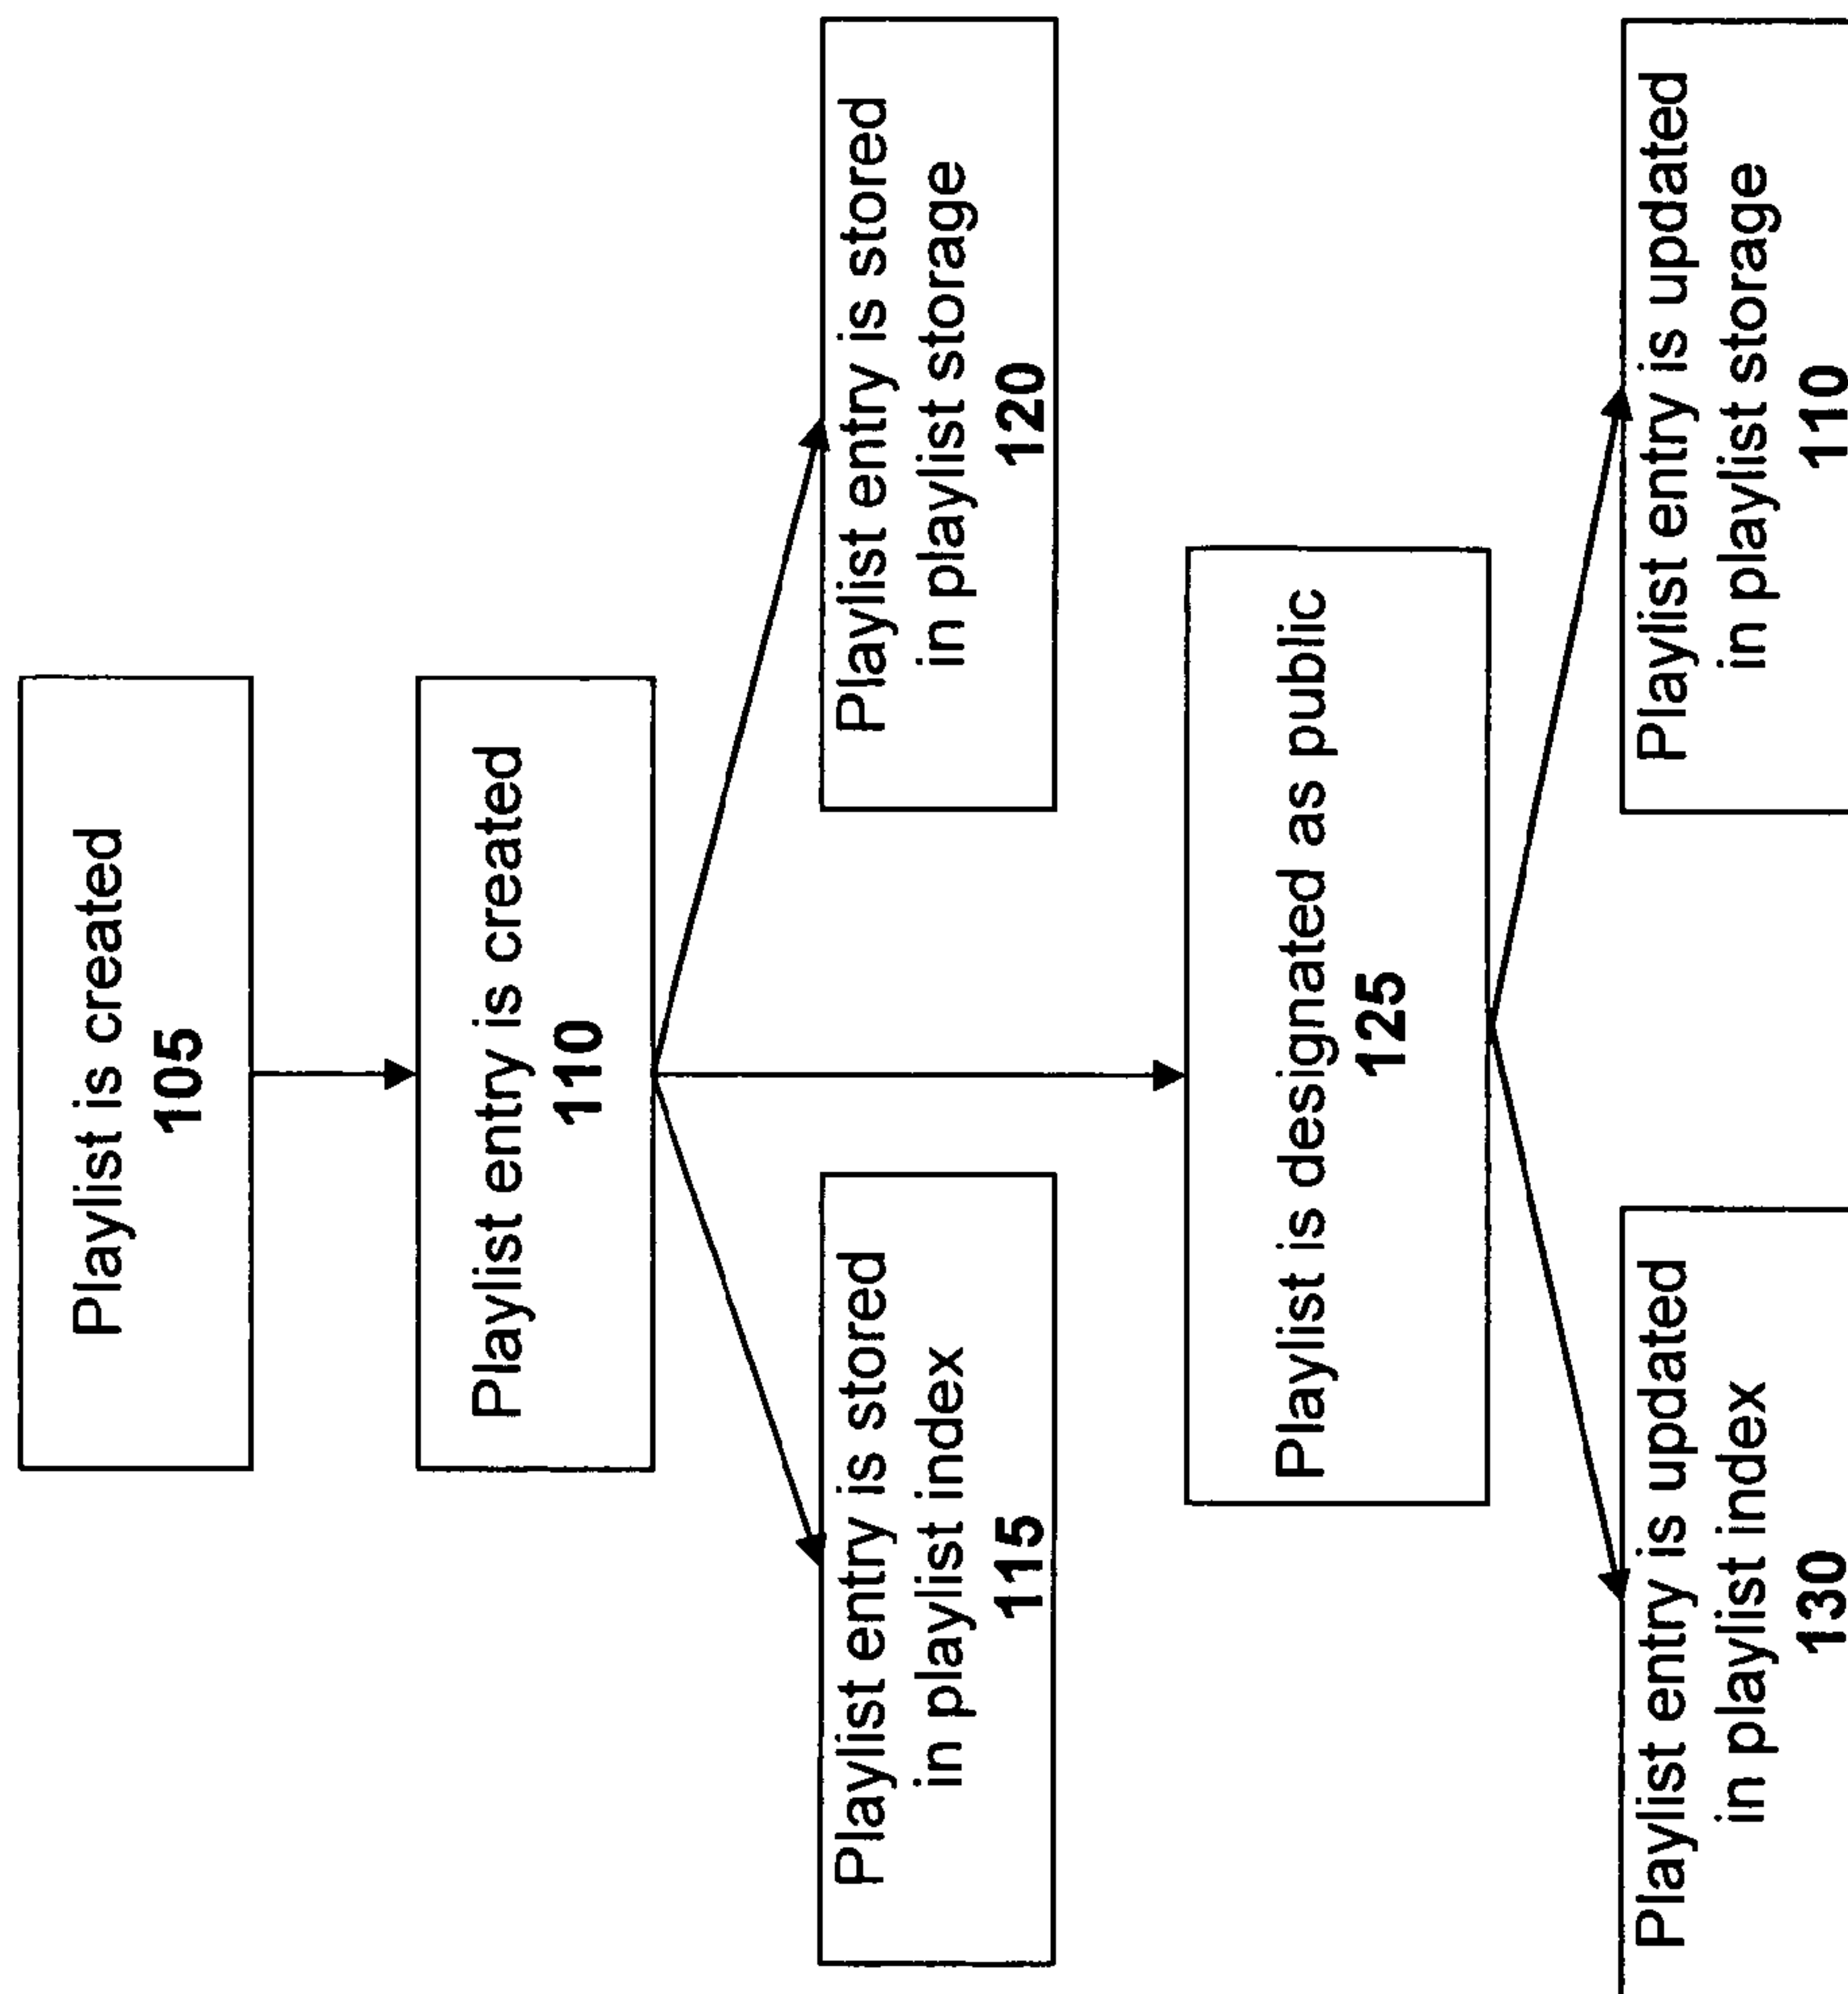 Playlist is created
105
Playlist entry is created
110
Playlist entry is stored
in playlist index
115
Playlist entry is stored
in playlist storage
120
Playlist is designated as public
125
Playlist entry is updated
in playlist index
130
Playlist entry is updated
in playlist storage
110